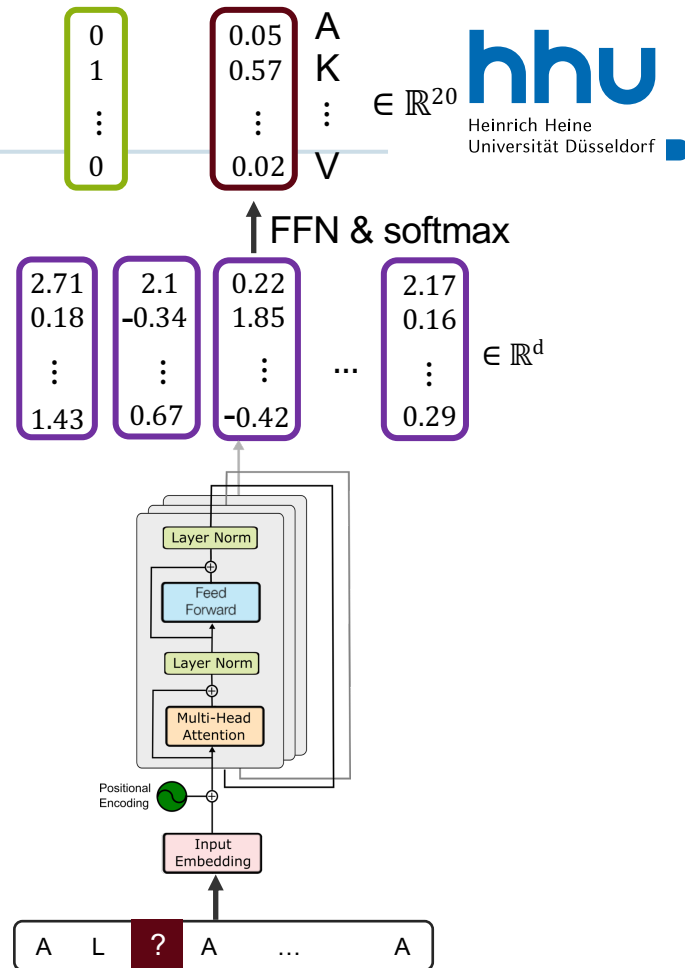 0 0.05 A
1 0.57 K
⋮ ⋮ ⋮ ∈ ℝ²⁰
0 0.02 V
hhu
Heinrich Heine
Universität Düsseldorf
FFN & softmax
2.71 2.1 0.22 2.17
0.18 -0.34 1.85 0.16
⋮ ⋮ ⋮ ... ⋮ ∈ ℝᵈ
1.43 0.67 -0.42 0.29
Layer Norm
Feed
Forward
Layer Norm
Multi-Head
Attention
Positional
Encoding
Input
Embedding
A L ? A ... A